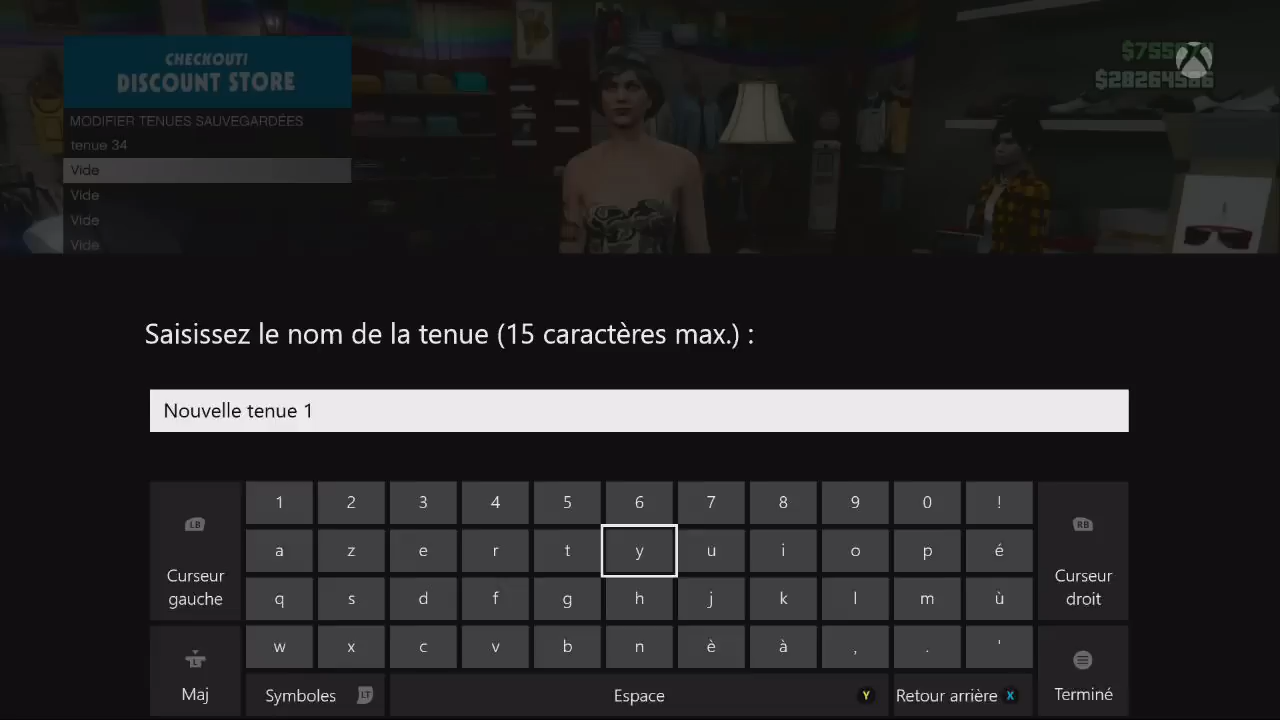 CHECKOUT!
DISCOUNT STORE
MODIFIER TENUES SAUVEGARDÉES
tenue 34
Vide
Vide
Vide
Vide
Saisissez le nom de la tenue (15 caractères max.) :
Nouvelle tenue 1
1 2 3 4 5 6 7 8 9 0 !
a z e r t y u i o p é
q s d f g h j k l m ù
w x c v b n è à , . '
LB
Curseur
gauche
RB
Curseur
droit
L
Maj
Symboles LT
Espace Y
Retour arrière X
Terminé